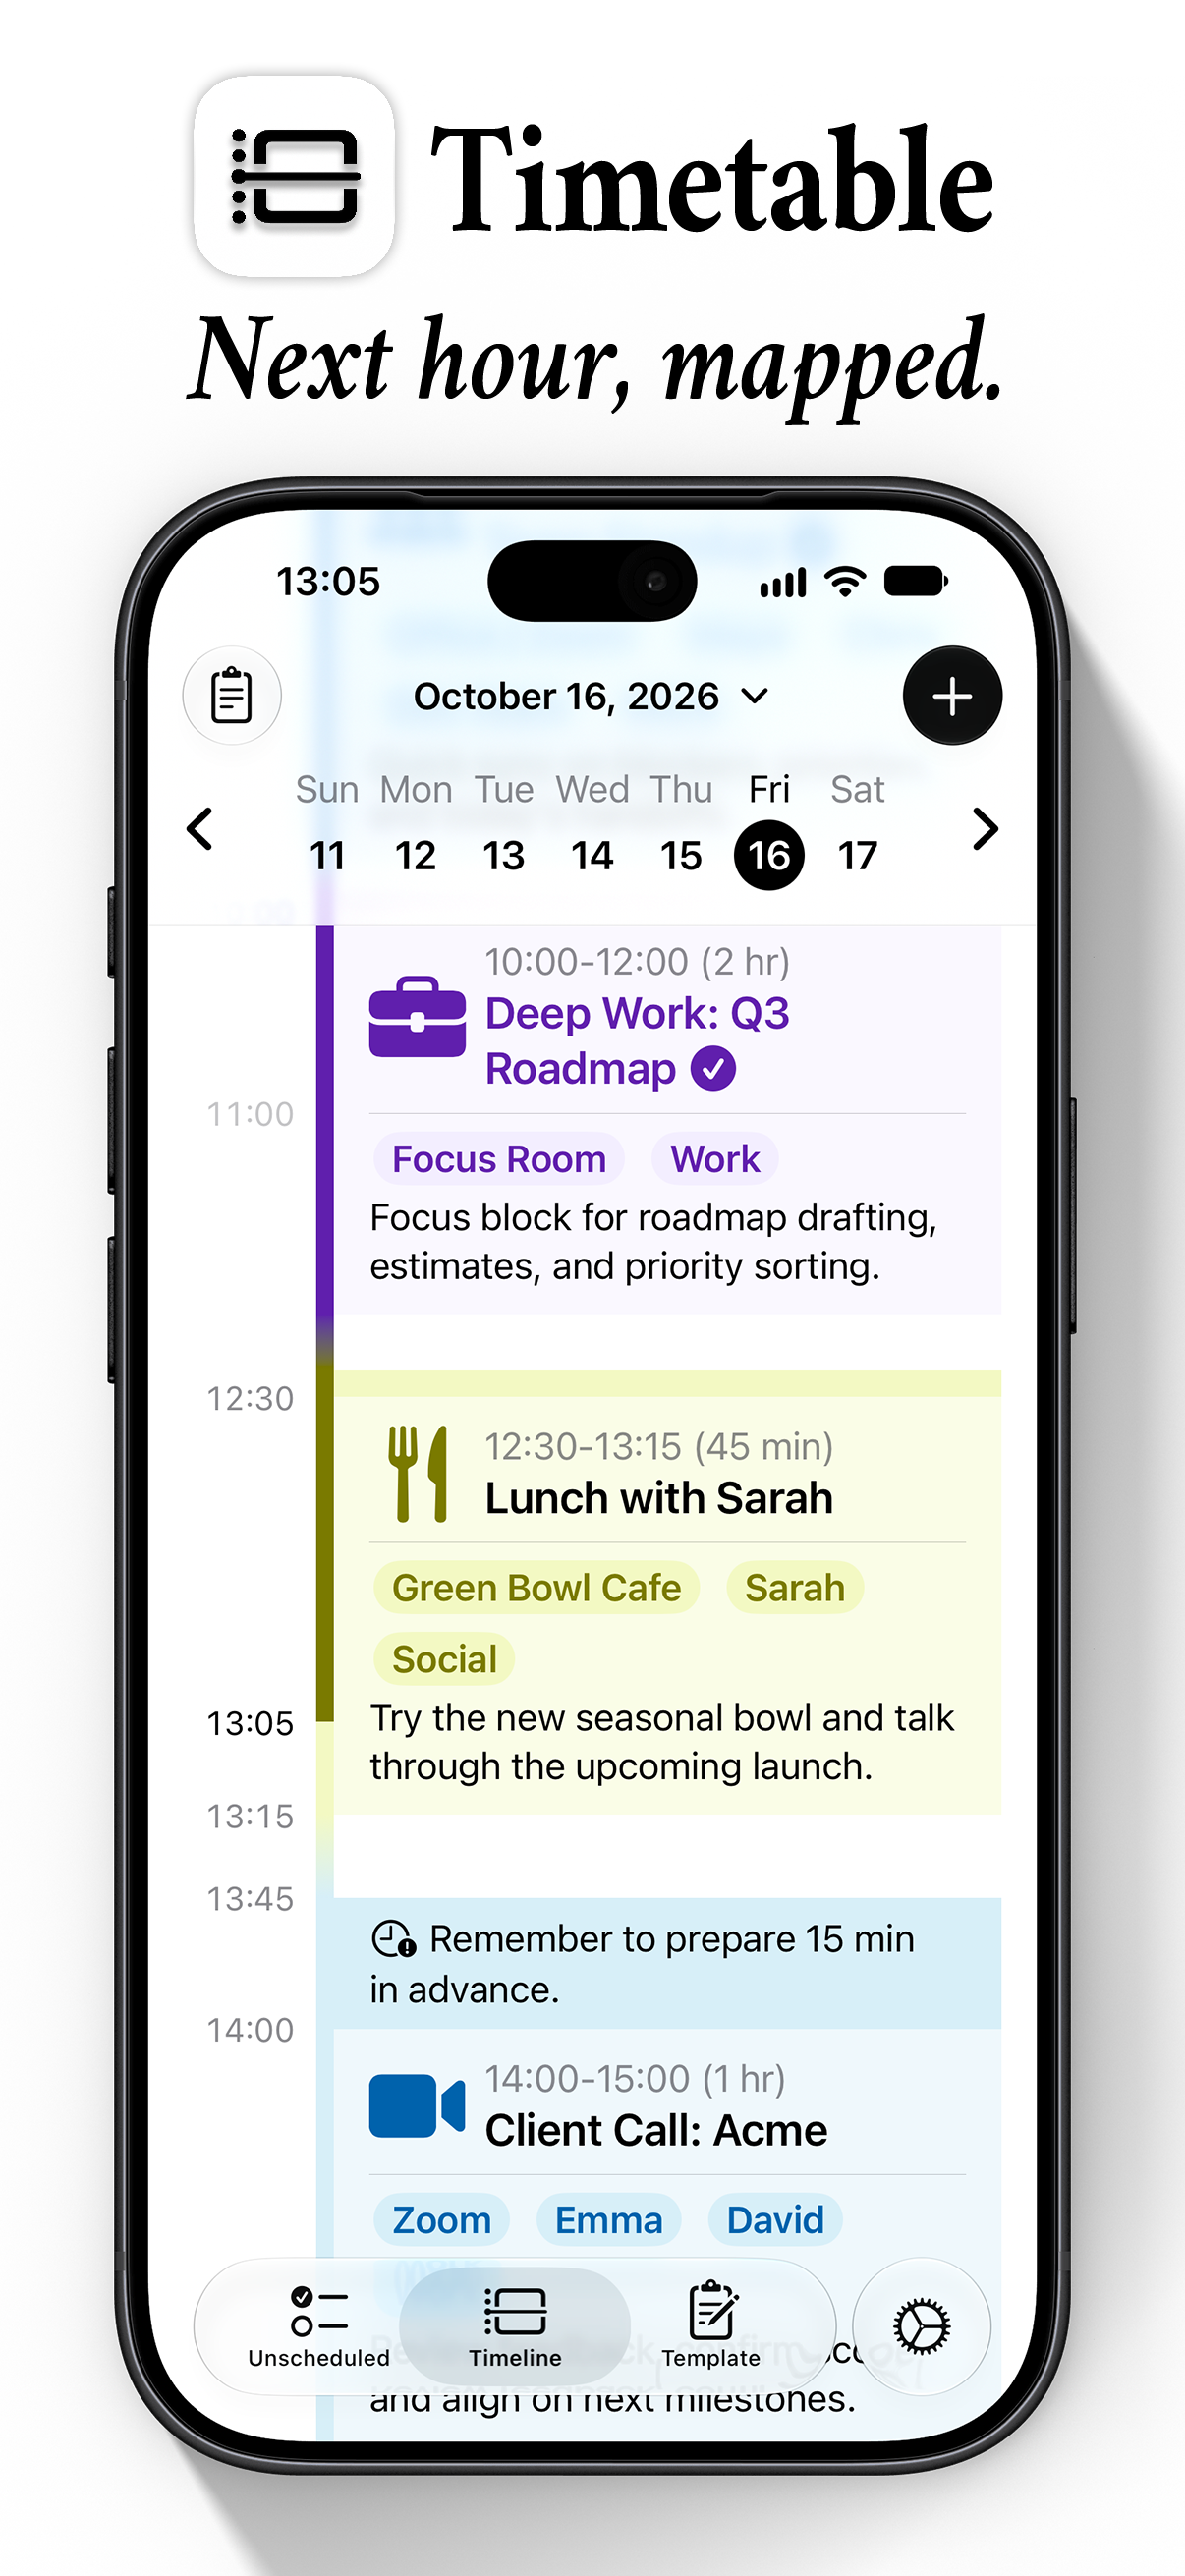 Timetable
Next hour, mapped.
13:05
October 16, 2026
Sun Mon Tue Wed Thu Fri Sat
11 12 13 14 15 16 17
10:00-12:00 (2 hr)
Deep Work: Q3
Roadmap
11:00
Focus Room Work
Focus block for roadmap drafting,
estimates, and priority sorting.
12:30
12:30-13:15 (45 min)
Lunch with Sarah
Green Bowl Cafe Sarah
Social
13:05
Try the new seasonal bowl and talk
through the upcoming launch.
13:15
13:45
Remember to prepare 15 min
in advance.
14:00
14:00-15:00 (1 hr)
Client Call: Acme
Zoom Emma David
Unscheduled Timeline Template
and align on next milestones.